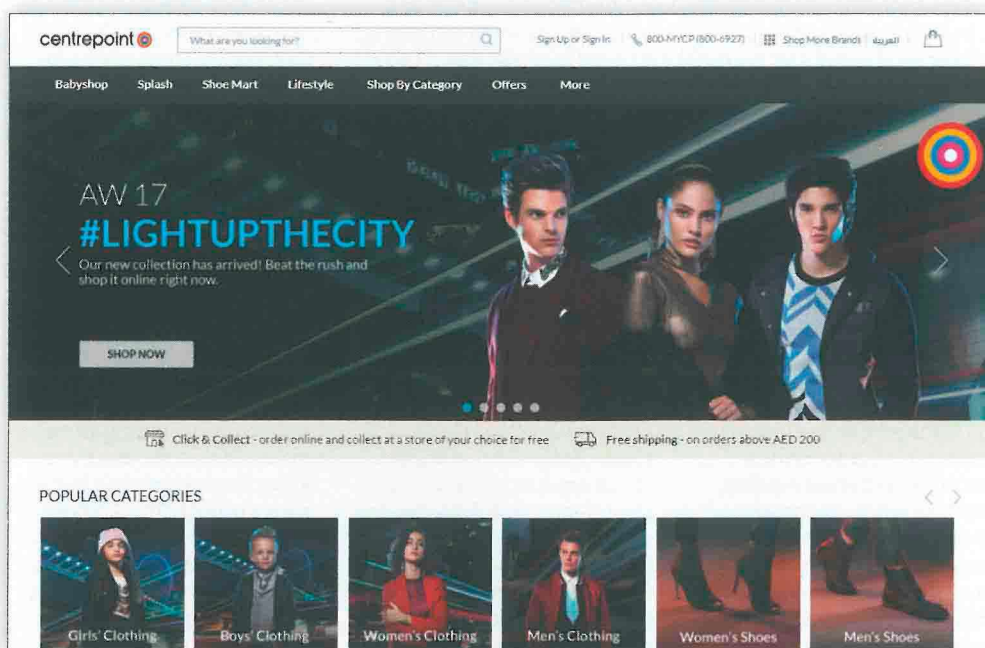 centrepoint
What are you looking for?
Sign Up or Sign In
800-MYCP (800-6927)
Shop More Brands
العربية
Babyshop
Splash
Shoe Mart
Lifestyle
Shop By Category
Offers
More
AW 17
#LIGHTUPTHECITY
Our new collection has arrived! Beat the rush and
shop it online right now.
SHOP NOW
Click & Collect - order online and collect at a store of your choice for free
Free shipping - on orders above AED 200
POPULAR CATEGORIES
Girls' Clothing
Boys' Clothing
Women's Clothing
Men's Clothing
Women's Shoes
Men's Shoes